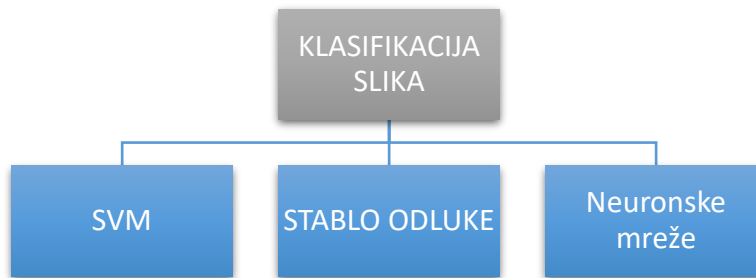 KLASIFIKACIJA
SLIKA
SVM
STABLO ODLUKE
Neuronske
mreže